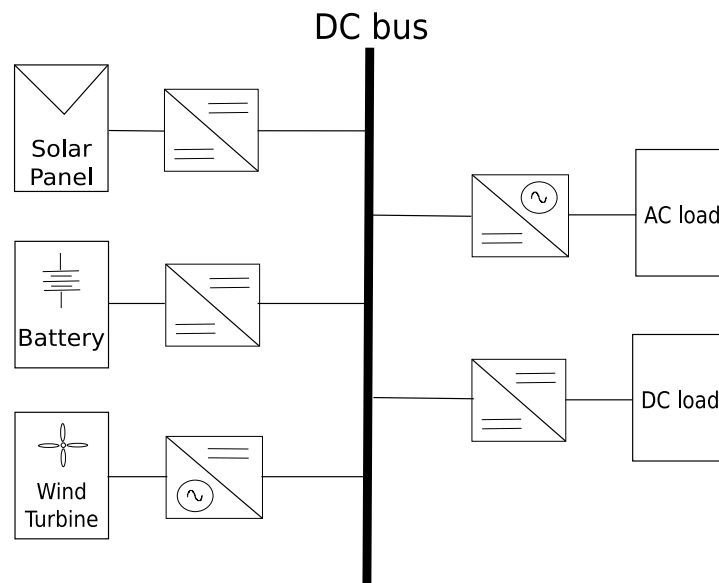 DC bus
Solar
Panel
Battery
Wind
Turbine
AC load
DC load